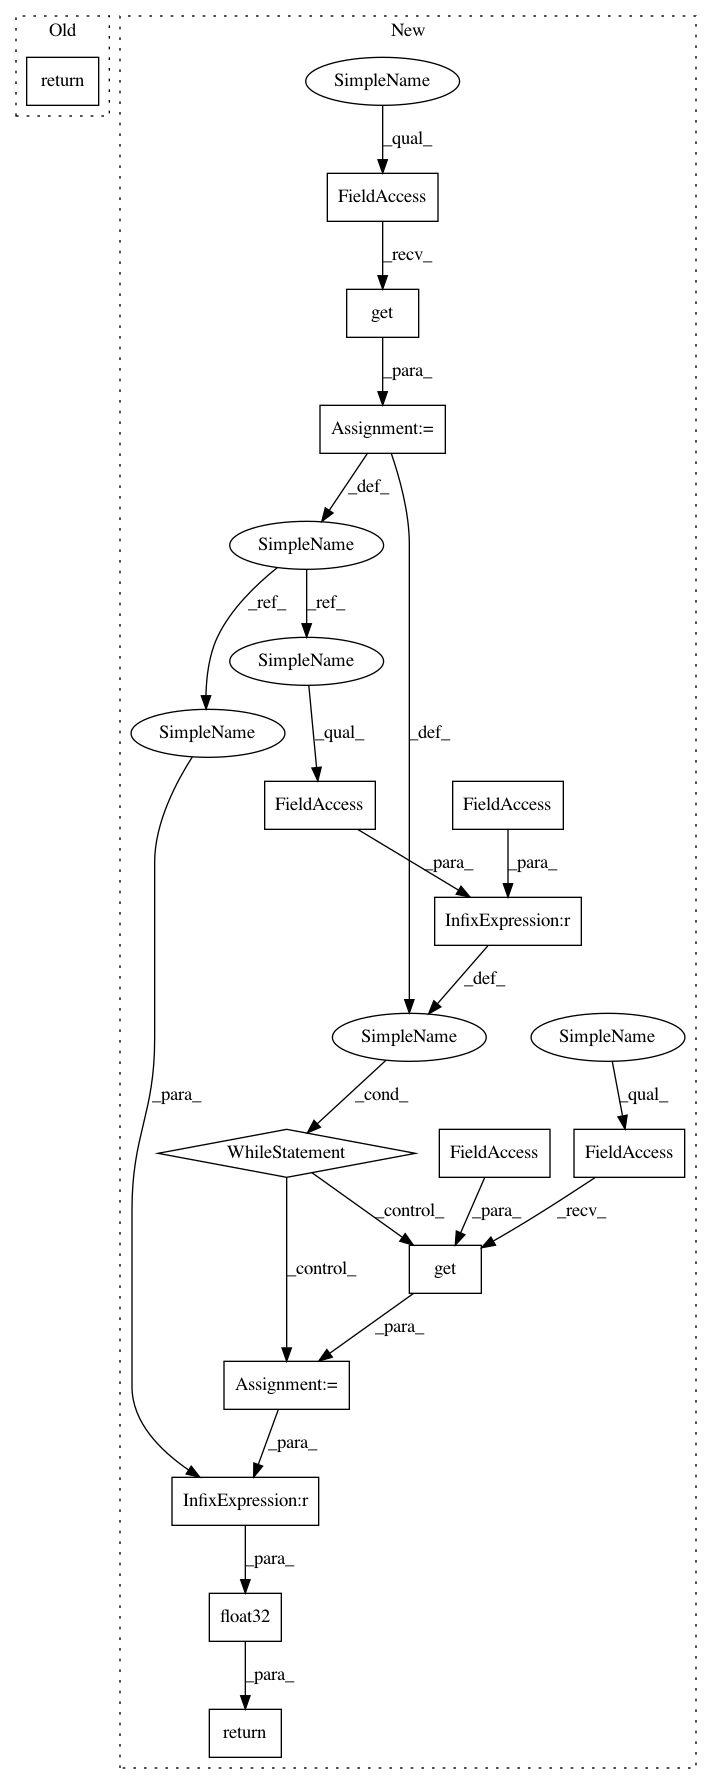 Old
New
return
SimpleName
_qual_
FieldAccess
_recv_
get
_para_
Assignment:=
_def_
SimpleName
_ref_
_ref_
SimpleName
SimpleName
_qual_
_def_
FieldAccess
FieldAccess
_para_
_para_
InfixExpression:r
_def_
SimpleName
SimpleName
_para_
_cond_
_qual_
WhileStatement
FieldAccess
FieldAccess
_control_
_para_
_recv_
_control_
get
_para_
Assignment:=
_para_
InfixExpression:r
_para_
float32
_para_
return